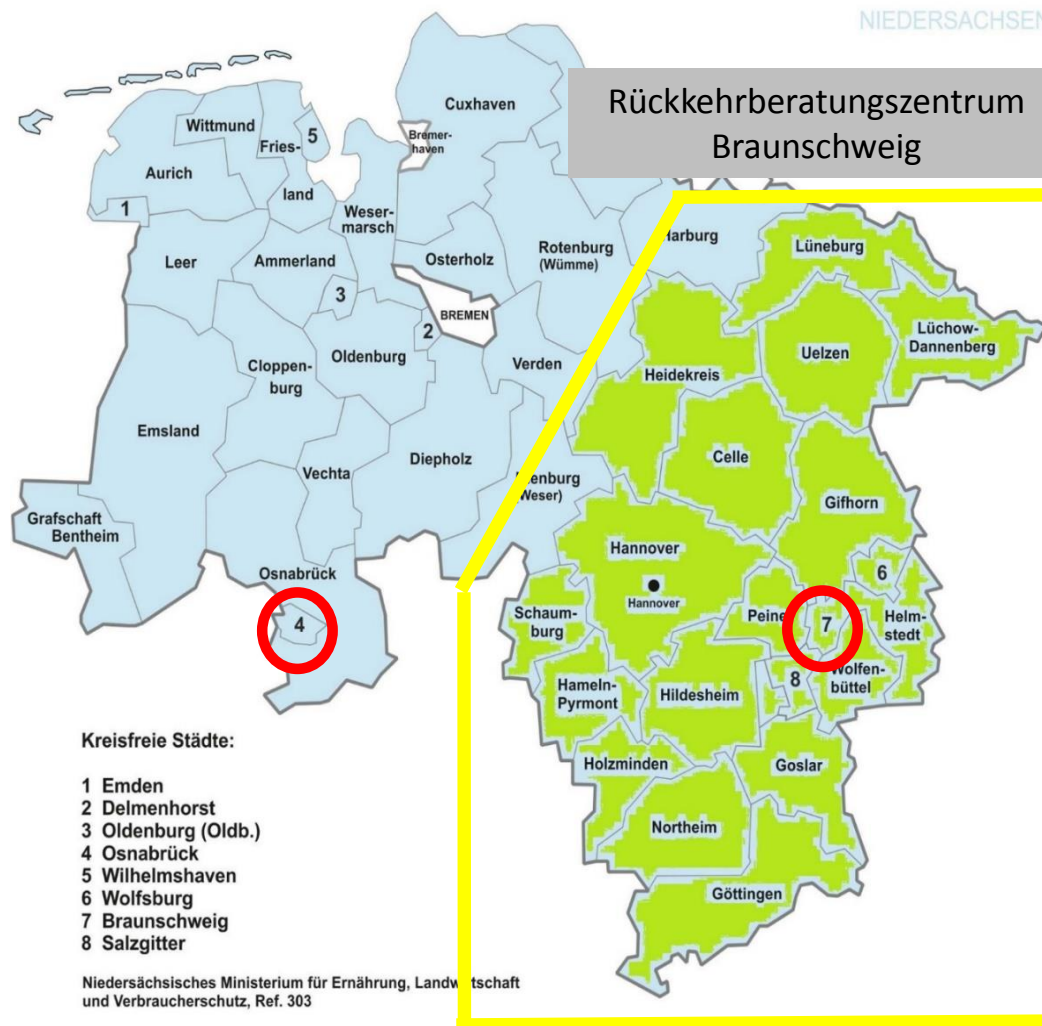 NIEDERSACHSEN
Rückkehrberatungszentrum
Braunschweig
Cuxhaven
Bremer-
haven
Wittmund
5
Fries-
land
Aurich
1
Weser-
marsch
Leer
Ammerland
Osterholz
Rotenburg
(Wümme)
Harburg
Lüneburg
3
BREMEN
2
Oldenburg
Verden
Uelzen
Lüchow-
Dannenberg
Cloppen-
burg
Heidekreis
Emsland
Vechta
Diepholz
Nienburg
(Weser)
Celle
Gifhorn
Grafschaft
Bentheim
Hannover
Hannover
Osnabrück
4
Schaum-
burg
Peine
6
7
Helm-
stedt
8
Wolfen-
büttel
Hameln-
Pyrmont
Hildesheim
Holzminden
Goslar
Northeim
Göttingen
Kreisfreie Städte:
1 Emden
2 Delmenhorst
3 Oldenburg (Oldb.)
4 Osnabrück
5 Wilhelmshaven
6 Wolfsburg
7 Braunschweig
8 Salzgitter
Niedersächsisches Ministerium für Ernährung, Landwirtschaft
und Verbraucherschutz, Ref. 303